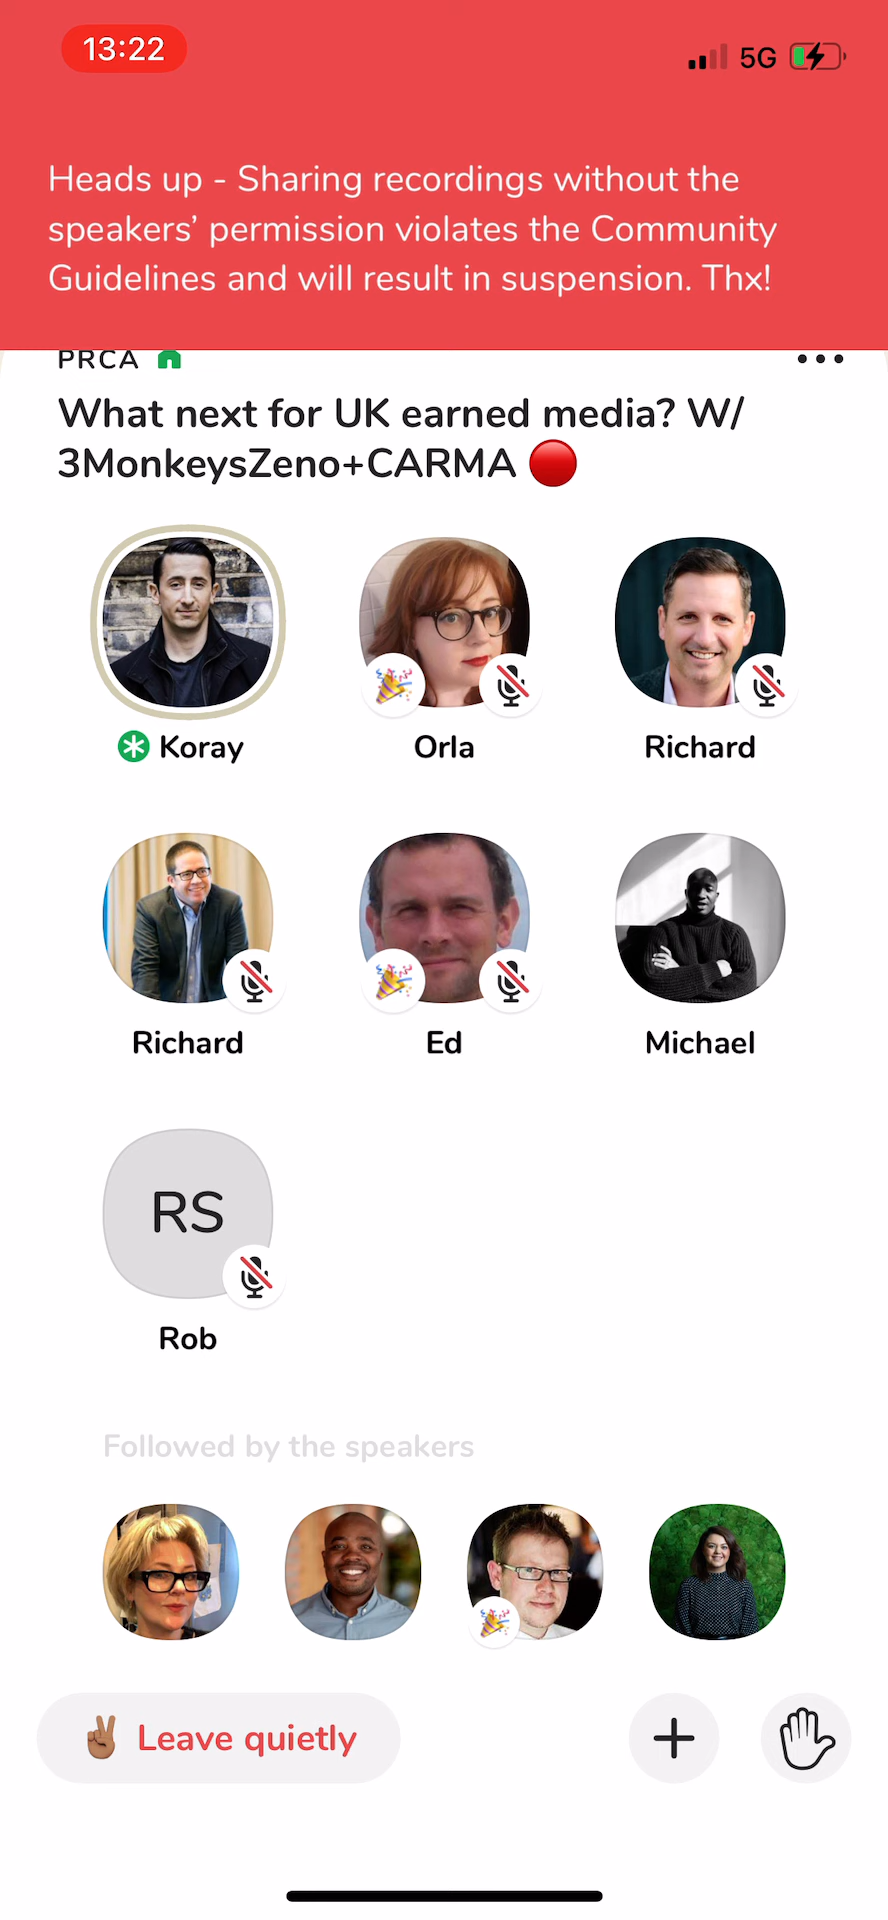 13:22
5G
Heads up - Sharing recordings without the
speakers’ permission violates the Community
Guidelines and will result in suspension. Thx!
PRCA
What next for UK earned media? W/
3MonkeysZeno+CARMA
Koray
Orla
Richard
Richard
Ed
Michael
RS
Rob
Followed by the speakers
Leave quietly